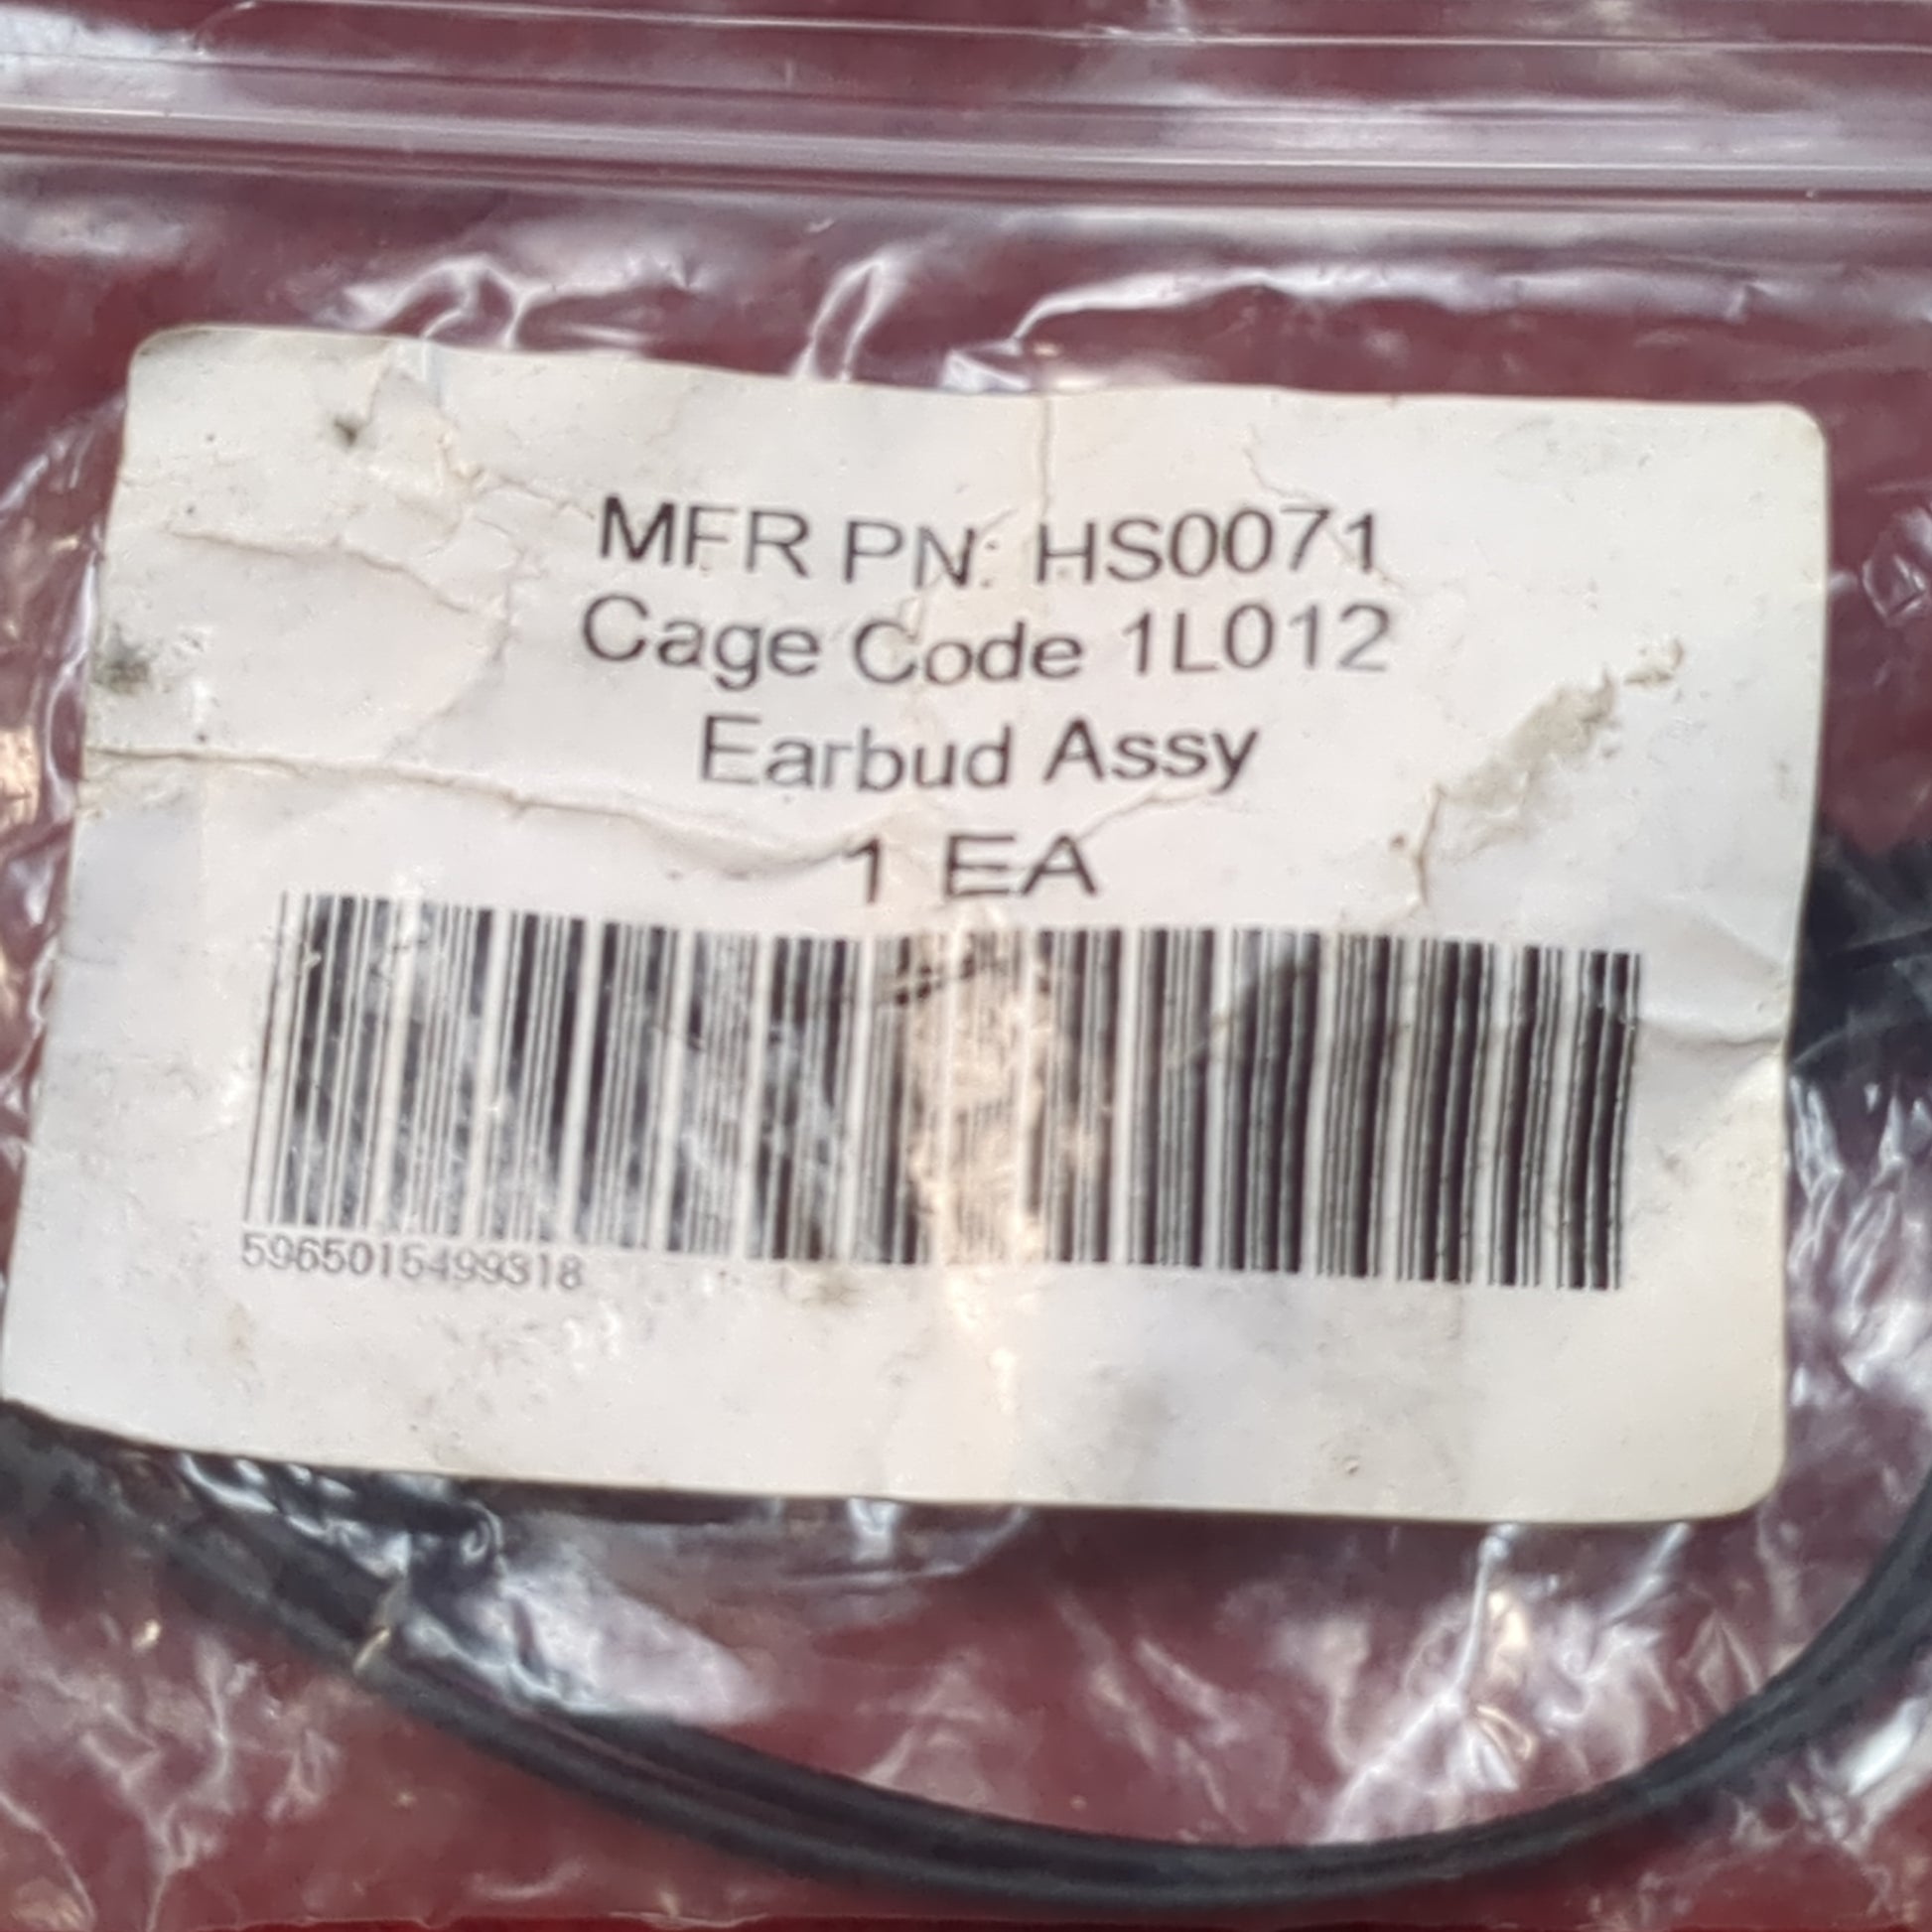 MFR PN: HS0071
Cage Code 1L012
Earbud Assy
1 EA
5965015499318